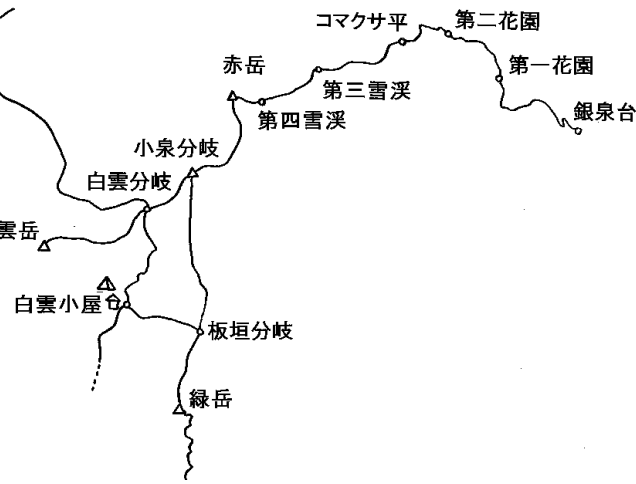 コマクサ平
第二花園
赤岳
第一花園
第三雪渓
銀泉台
第四雪渓
小泉分岐
白雲分岐
雲岳
白雲小屋
板垣分岐
緑岳